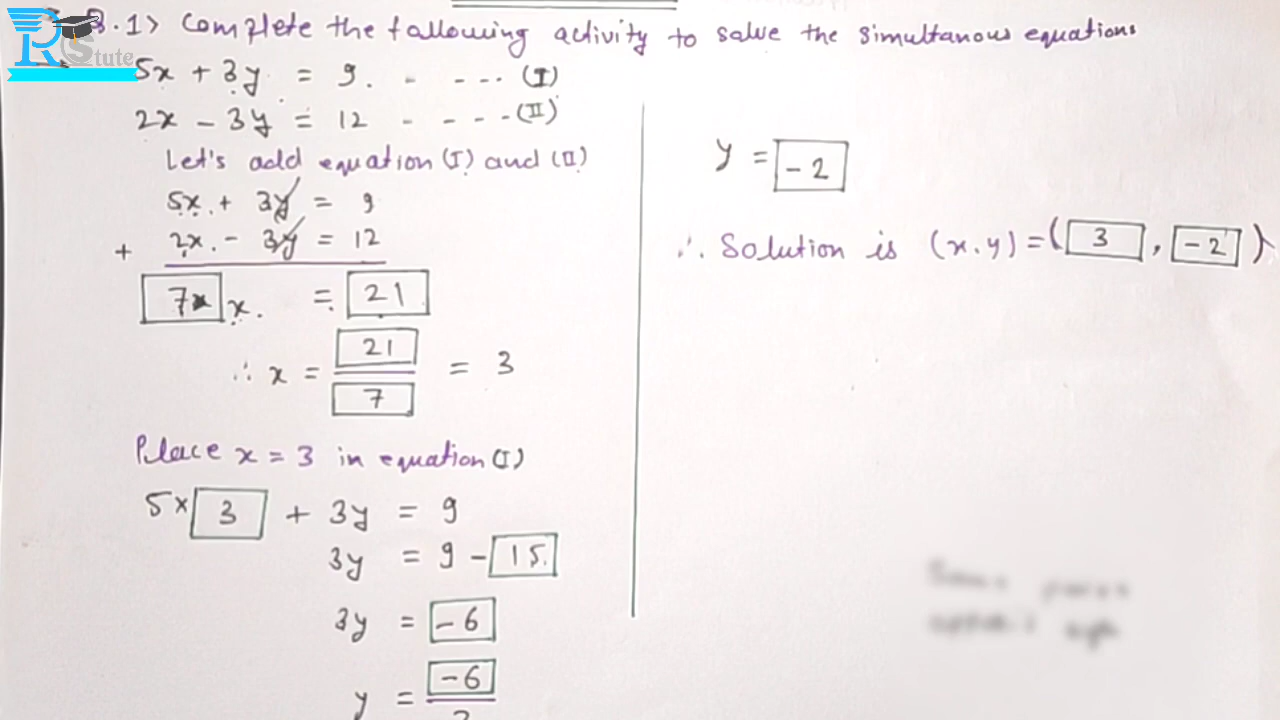 RStute
Q.1> Complete the following activity to solve the simultanous equations
5x + 3y = 9. - - - - - (I)
2x - 3y = 12 - - - - - (II)
Let's add equation (I) and (II)
5x + 3y = 9
+ 2x - 3y = 12
7 x = 21
∴ x = 21 / 7 = 3
Place x = 3 in equation (I)
5 × 3 + 3y = 9
3y = 9 - 15
3y = -6
y = -6
y = -2
∴ Solution is (x.y) = (3, -2)